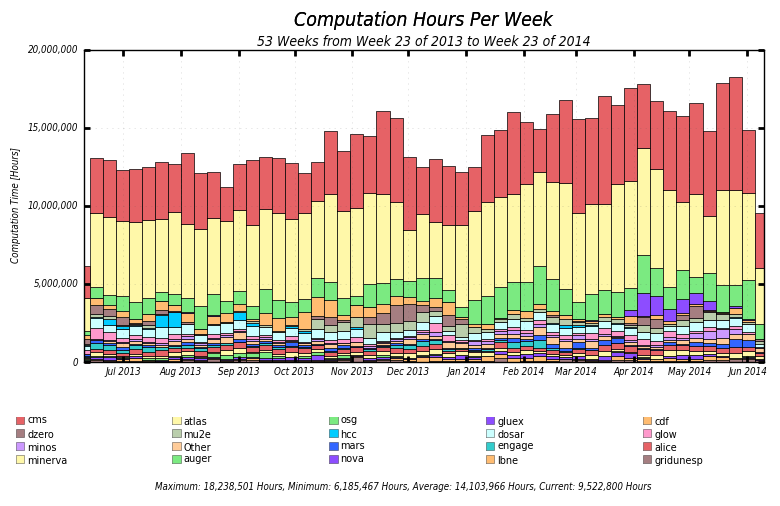 Computation Hours Per Week
53 Weeks from Week 23 of 2013 to Week 23 of 2014
20,000,000
15,000,000
10,000,000
5,000,000
0
Computation Time [Hours]
Jul 2013 Aug 2013 Sep 2013 Oct 2013 Nov 2013 Dec 2013 Jan 2014 Feb 2014 Mar 2014 Apr 2014 May 2014 Jun 2014
cms atlas osg gluex cdf
dzero mu2e hcc dosar glow
minos Other mars engage alice
minerva auger nova lbne gridunesp
Maximum: 18,238,501 Hours, Minimum: 6,185,467 Hours, Average: 14,103,966 Hours, Current: 9,522,800 Hours